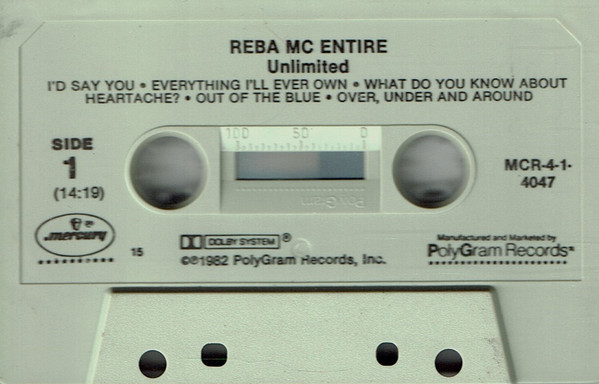 REBA MC ENTIRE
Unlimited
I'D SAY YOU • EVERYTHING I'LL EVER OWN • WHAT DO YOU KNOW ABOUT
HEARTACHE? • OUT OF THE BLUE • OVER, UNDER AND AROUND
SIDE
1
(14:19)
100 50 0
PolyGram
MCR-4-1-
4047
mercury
15
DOLBY SYSTEM ®
©℗1982 PolyGram Records, Inc.
Manufactured and Marketed by
PolyGram Records